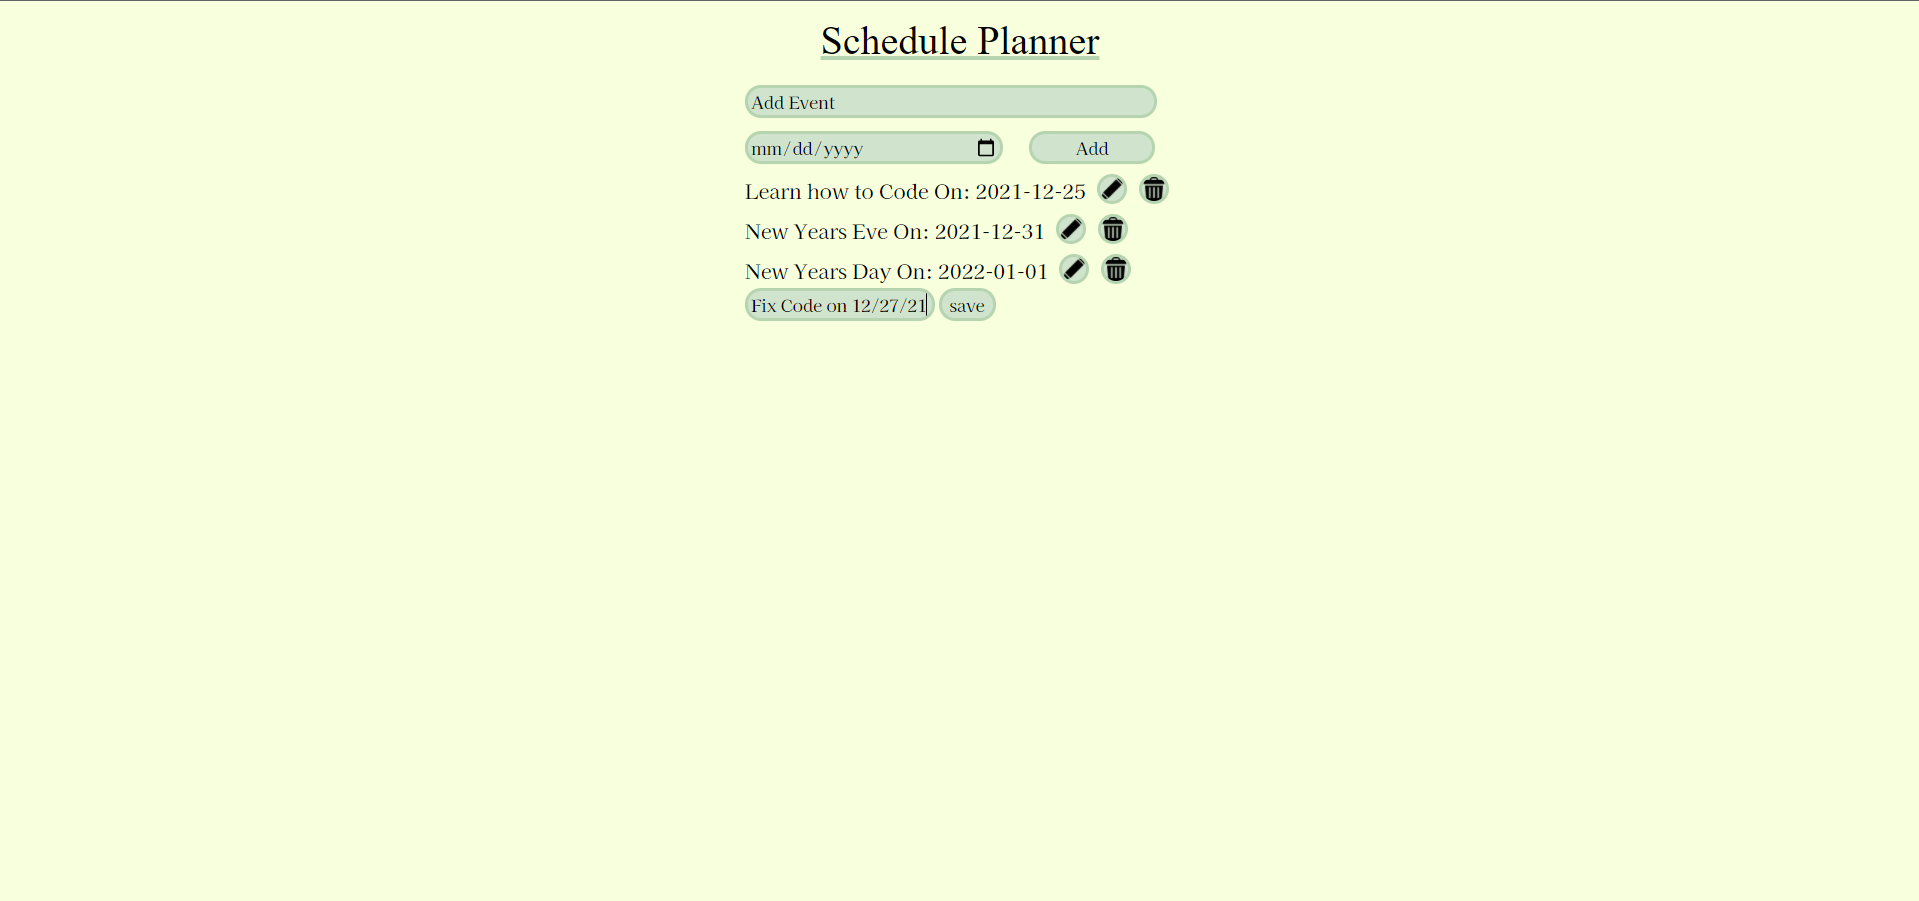 Schedule Planner
Add Event
mm/dd/yyyy Add
Learn how to Code On: 2021-12-25
New Years Eve On: 2021-12-31
New Years Day On: 2022-01-01
Fix Code on 12/27/21 save